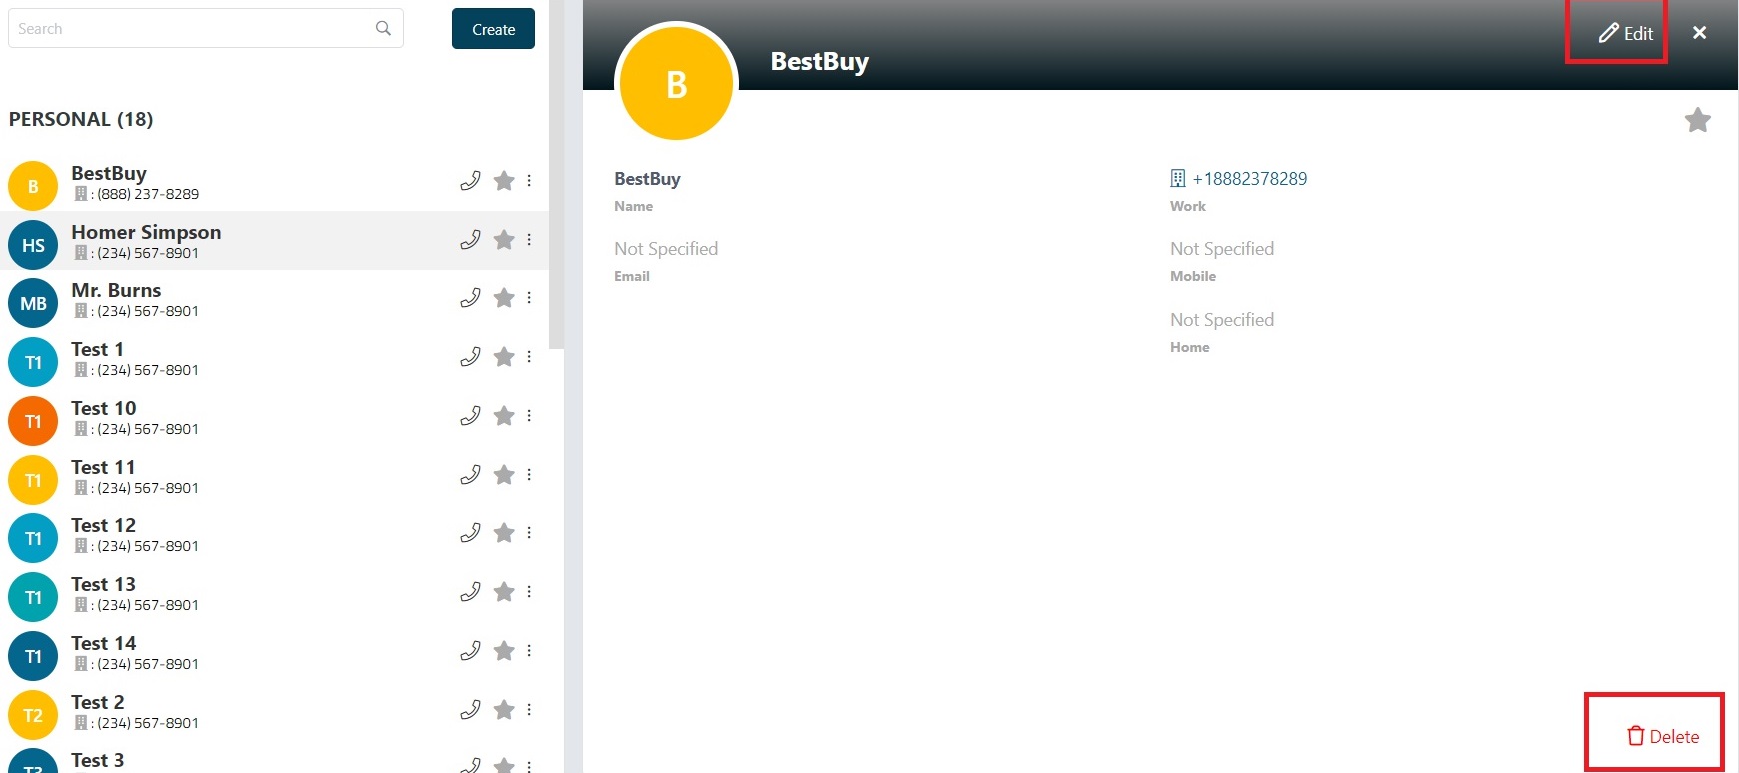 Search
Create
PERSONAL (18)
B
BestBuy
: (888) 237-8289
HS
Homer Simpson
: (234) 567-8901
MB
Mr. Burns
: (234) 567-8901
T1
Test 1
: (234) 567-8901
T1
Test 10
: (234) 567-8901
T1
Test 11
: (234) 567-8901
T1
Test 12
: (234) 567-8901
T1
Test 13
: (234) 567-8901
T1
Test 14
: (234) 567-8901
T2
Test 2
: (234) 567-8901
T3
Test 3
B
BestBuy
Edit
BestBuy
Name
Not Specified
Email
+18882378289
Work
Not Specified
Mobile
Not Specified
Home
Delete